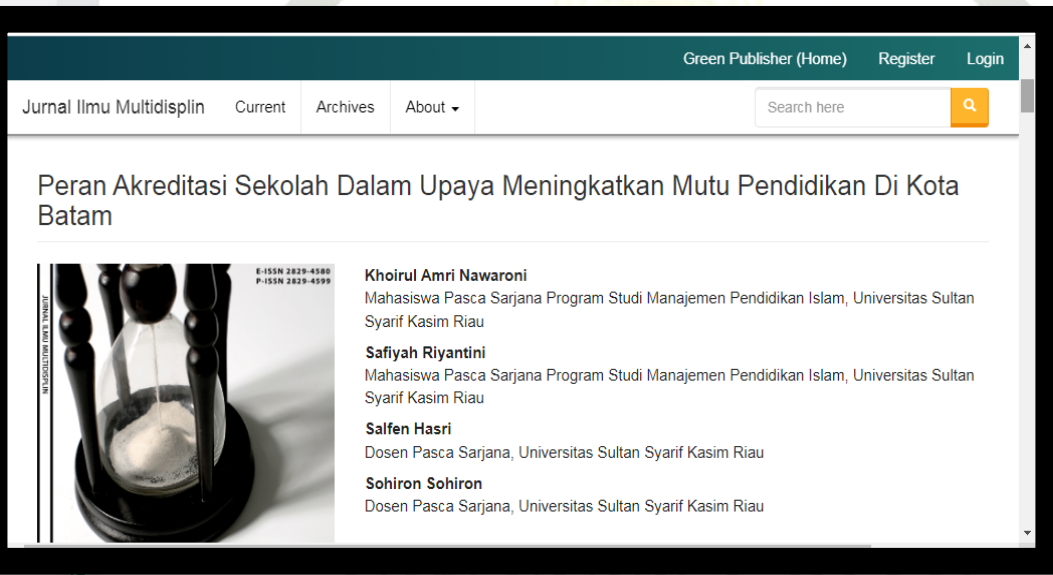 Green Publisher (Home) Register Login
Jurnal Ilmu Multidisplin Current Archives About Search here
Peran Akreditasi Sekolah Dalam Upaya Meningkatkan Mutu Pendidikan Di Kota
Batam
E-ISSN 2829-4580
P-ISSN 2829-4599
JURNAL ILMU MULTIDISPLIN
Khoirul Amri Nawaroni
Mahasiswa Pasca Sarjana Program Studi Manajemen Pendidikan Islam, Universitas Sultan
Syarif Kasim Riau
Safiyah Riyantini
Mahasiswa Pasca Sarjana Program Studi Manajemen Pendidikan Islam, Universitas Sultan
Syarif Kasim Riau
Salfen Hasri
Dosen Pasca Sarjana, Universitas Sultan Syarif Kasim Riau
Sohiron Sohiron
Dosen Pasca Sarjana, Universitas Sultan Syarif Kasim Riau